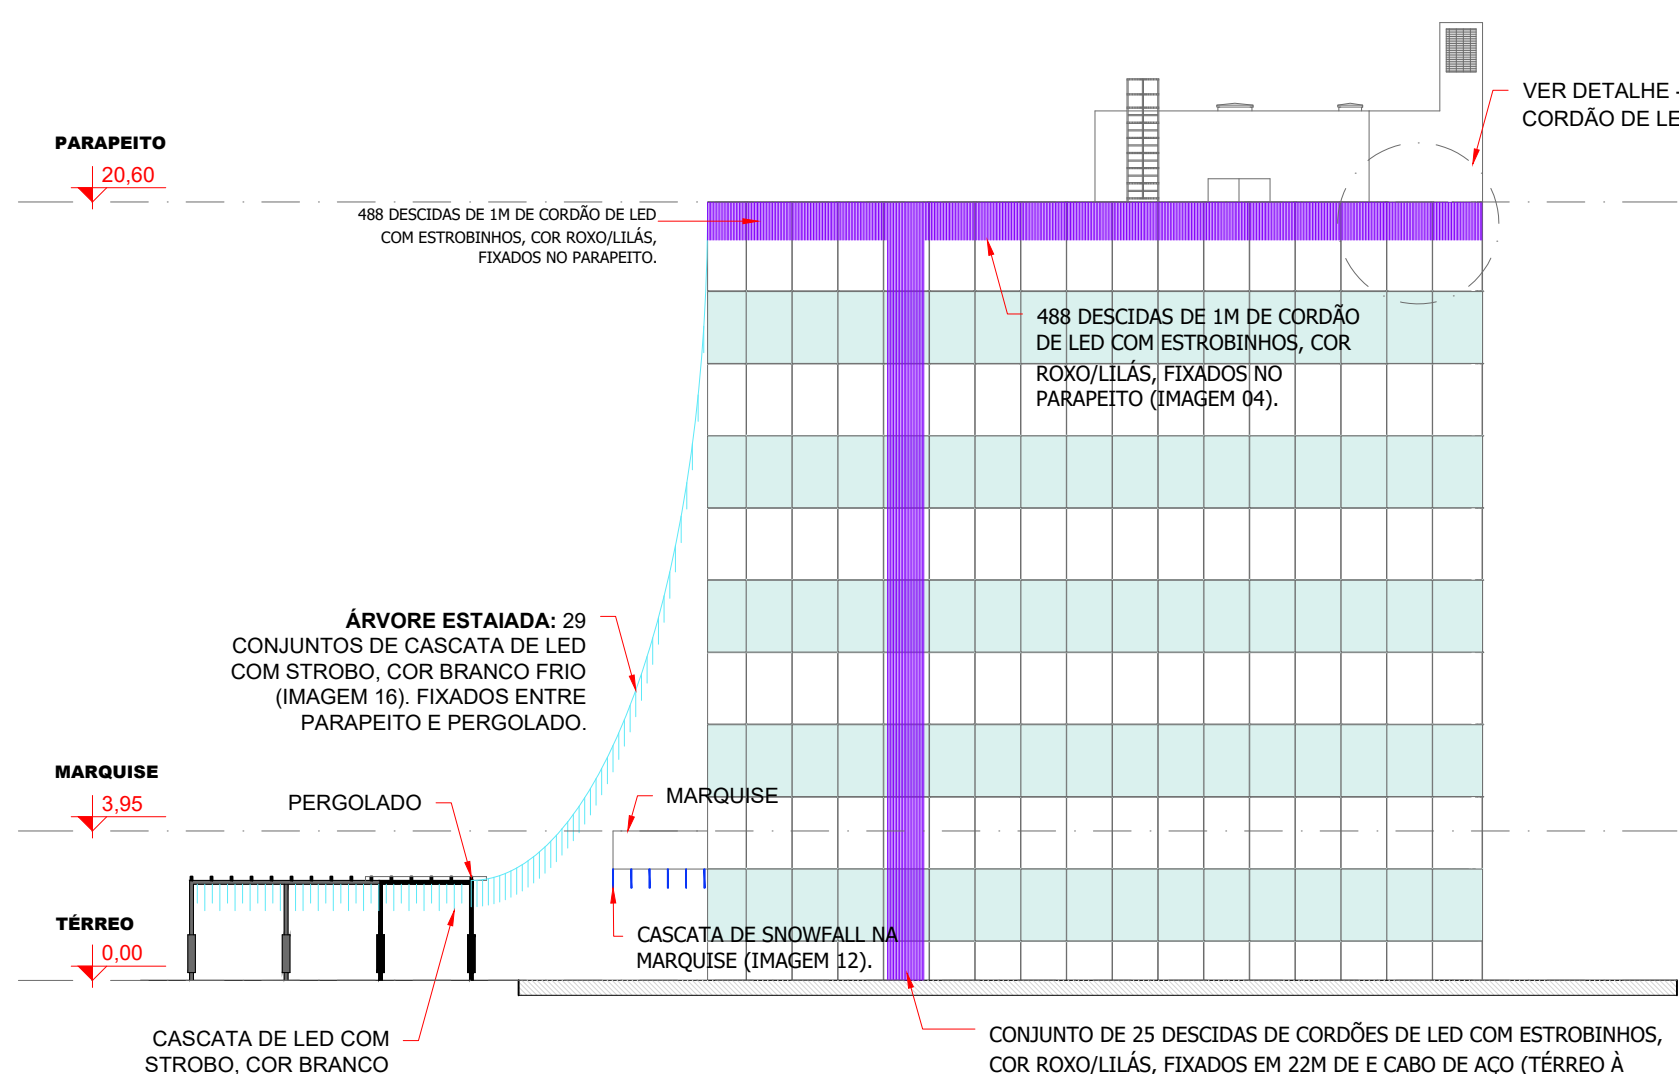 VER DETALHE -
CORDÃO DE LE
PARAPEITO
20,60
488 DESCIDAS DE 1M DE CORDÃO DE LED
COM ESTROBINHOS, COR ROXO/LILÁS,
FIXADOS NO PARAPEITO.
488 DESCIDAS DE 1M DE CORDÃO
DE LED COM ESTROBINHOS, COR
ROXO/LILÁS, FIXADOS NO
PARAPEITO (IMAGEM 04).
ÁRVORE ESTAIADA: 29
CONJUNTOS DE CASCATA DE LED
COM STROBO, COR BRANCO FRIO
(IMAGEM 16). FIXADOS ENTRE
PARAPEITO E PERGOLADO.
MARQUISE
3,95
PERGOLADO
MARQUISE
TÉRREO
0,00
CASCATA DE SNOWFALL NA
MARQUISE (IMAGEM 12).
CASCATA DE LED COM
STROBO, COR BRANCO
CONJUNTO DE 25 DESCIDAS DE CORDÕES DE LED COM ESTROBINHOS,
COR ROXO/LILÁS, FIXADOS EM 22M DE E CABO DE AÇO (TÉRREO À